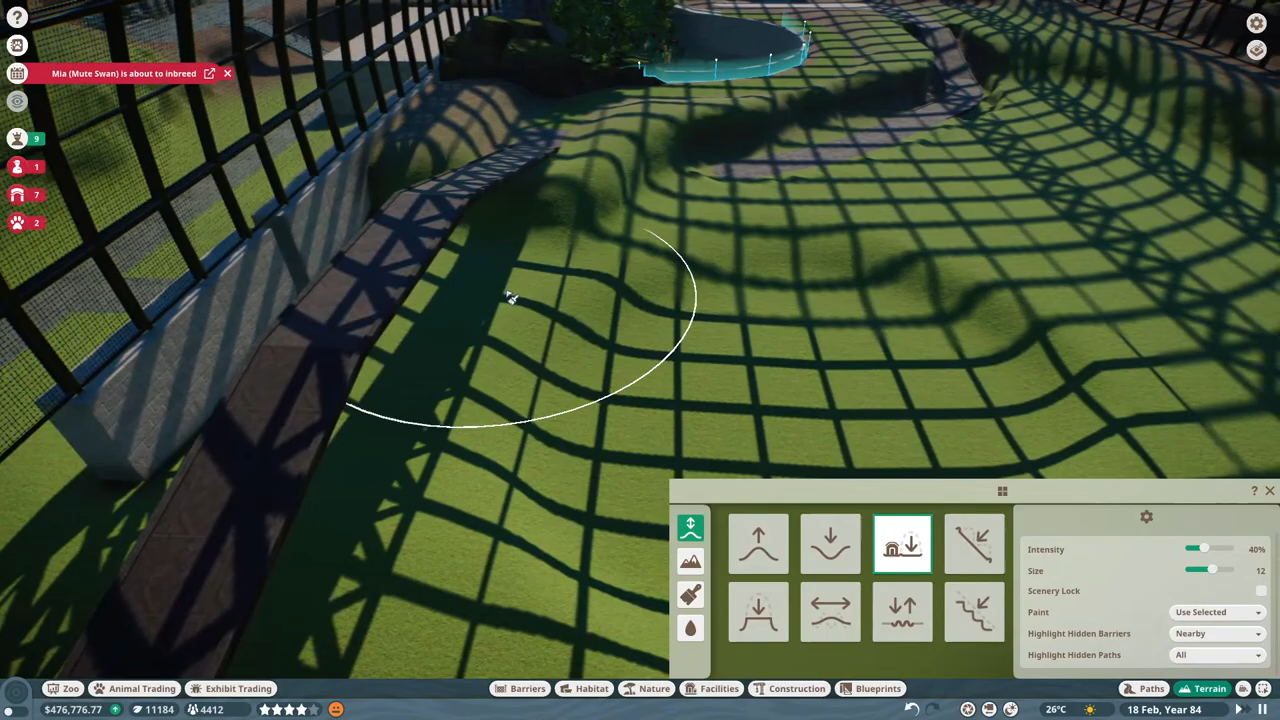 ?
Mia (Mute Swan) is about to inbreed
9
1
7
2
?
Intensity 40%
Size 12
Scenery Lock
Paint Use Selected
Highlight Hidden Barriers Nearby
Highlight Hidden Paths All
Zoo Animal Trading Exhibit Trading Barriers Habitat Nature Facilities Construction Blueprints Paths Terrain
$476,776.77 11184 4412 26°C 18 Feb, Year 84